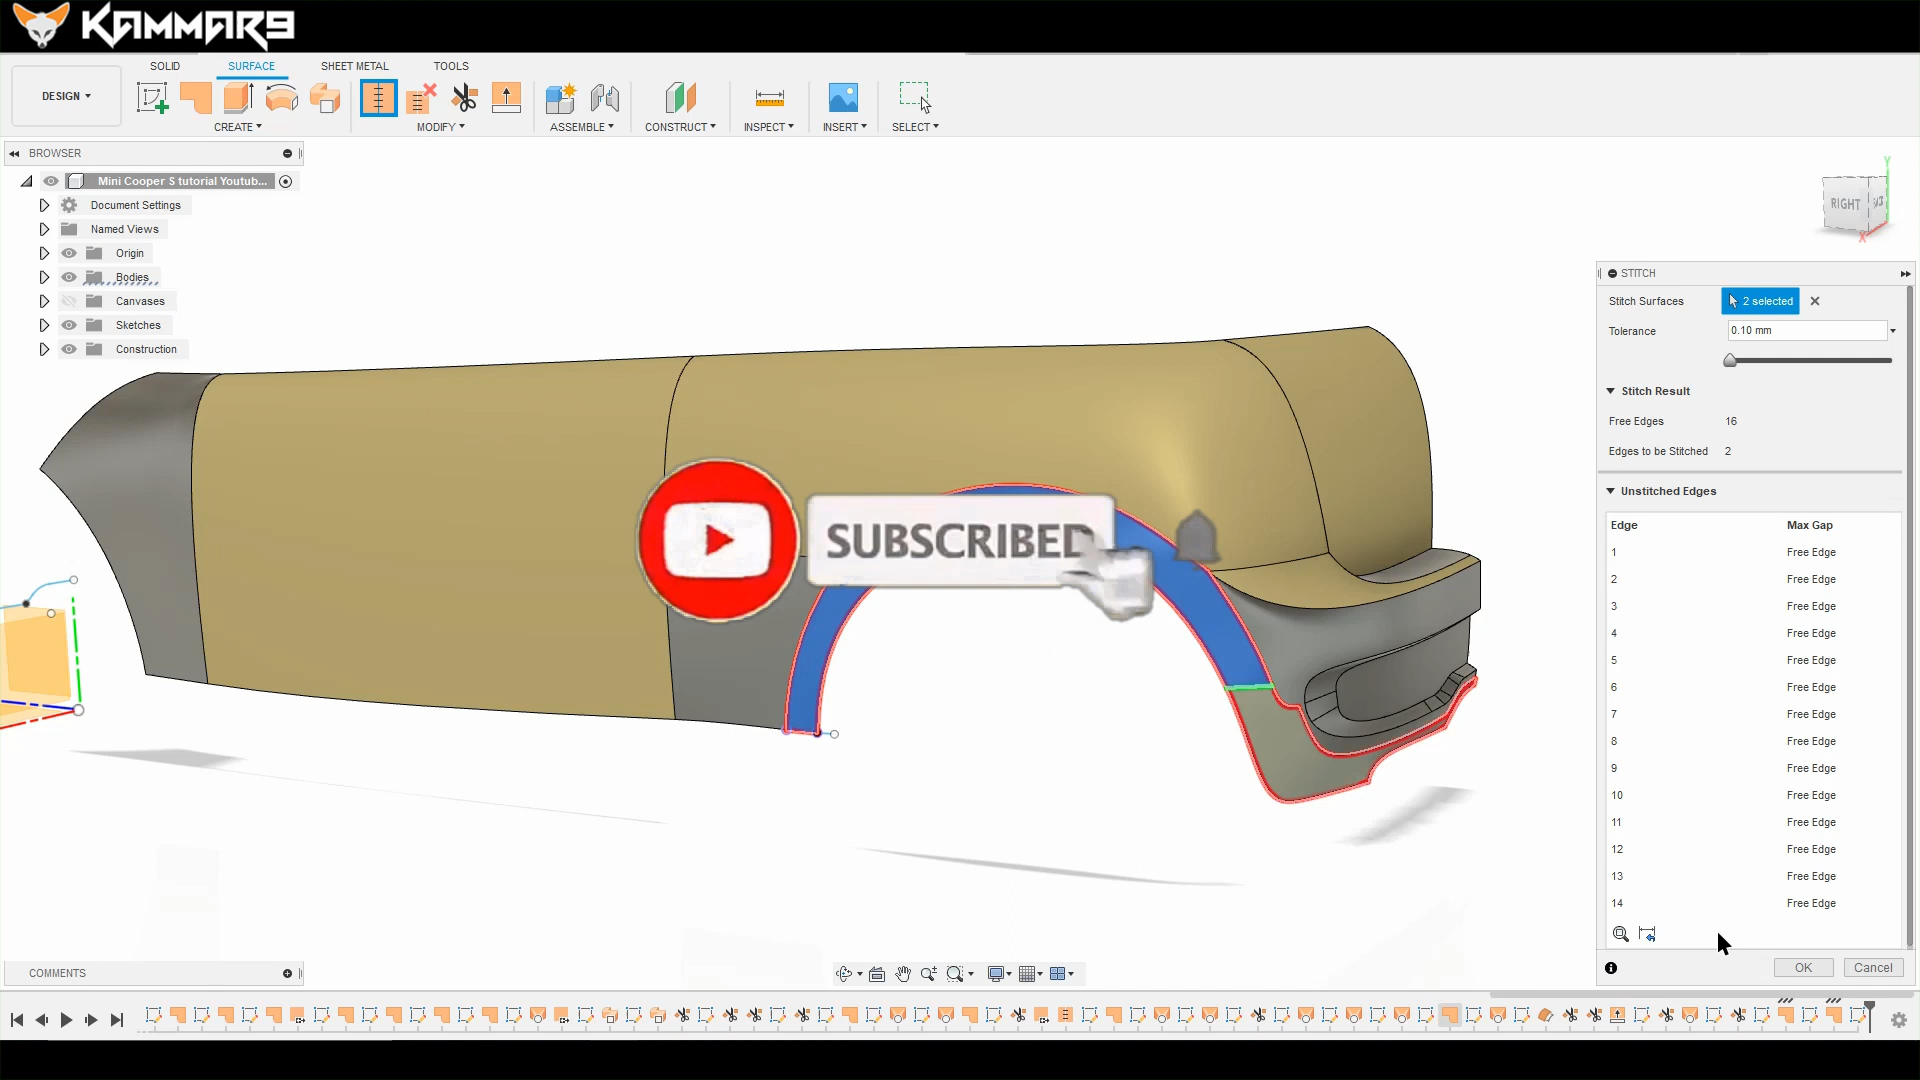 KAMMAR9
SOLID
SURFACE
SHEET METAL
TOOLS
DESIGN
CREATE
MODIFY
ASSEMBLE
CONSTRUCT
INSPECT
INSERT
SELECT
BROWSER
Mini Cooper S tutorial Youtub...
Document Settings
Named Views
Origin
Bodies
Canvases
Sketches
Construction
Y
RIGHT
X
STITCH
Stitch Surfaces
2 selected
Tolerance
0.10 mm
Stitch Result
Free Edges 16
Edges to be Stitched 2
Unstitched Edges
Edge Max Gap
1 Free Edge
2 Free Edge
3 Free Edge
4 Free Edge
5 Free Edge
6 Free Edge
7 Free Edge
8 Free Edge
9 Free Edge
10 Free Edge
11 Free Edge
12 Free Edge
13 Free Edge
14 Free Edge
OK
Cancel
SUBSCRIBED
COMMENTS